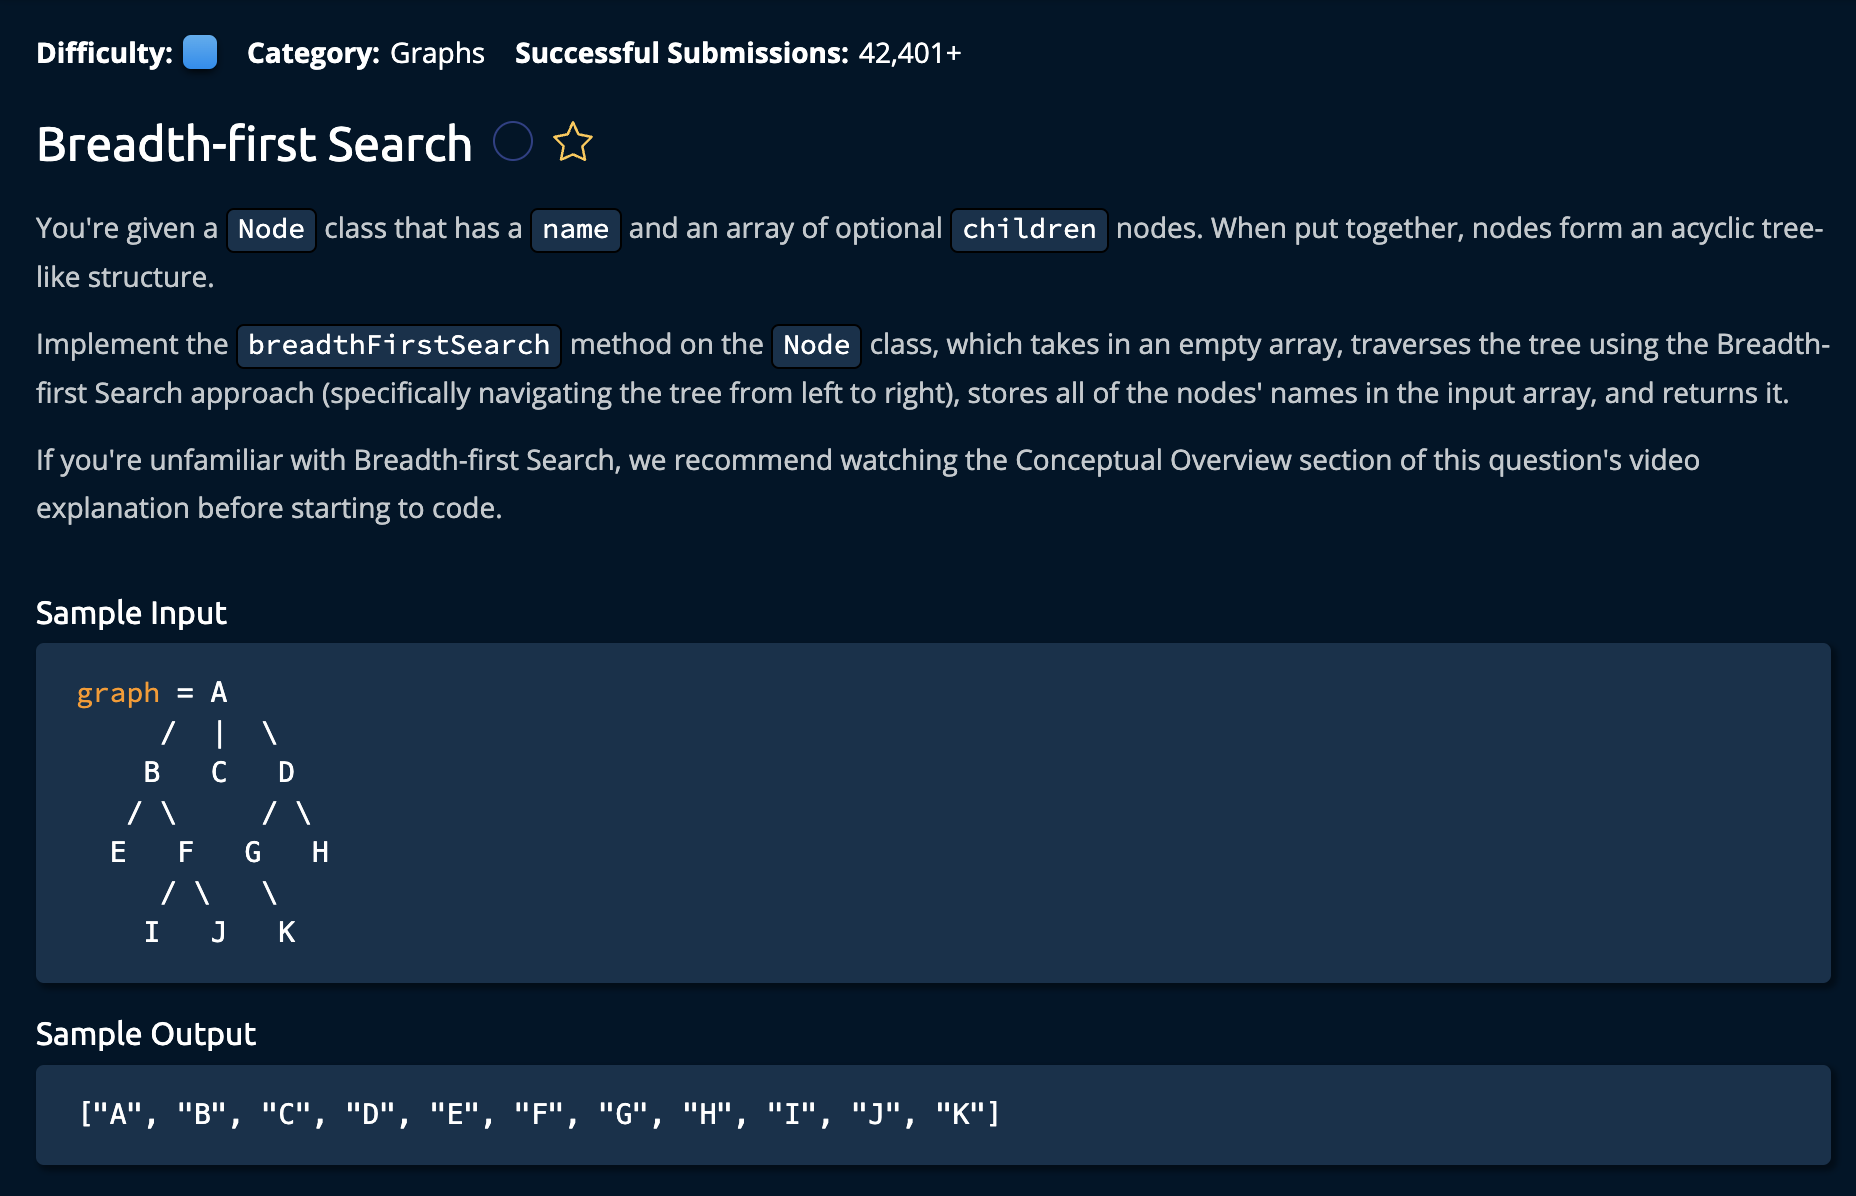 Difficulty: Category: Graphs Successful Submissions: 42,401+
Breadth-first Search
You're given a Node class that has a name and an array of optional children nodes. When put together, nodes form an acyclic tree-
like structure.
Implement the breadthFirstSearch method on the Node class, which takes in an empty array, traverses the tree using the Breadth-
first Search approach (specifically navigating the tree from left to right), stores all of the nodes' names in the input array, and returns it.
If you're unfamiliar with Breadth-first Search, we recommend watching the Conceptual Overview section of this question's video
explanation before starting to code.
Sample Input
graph = A
     /  |  \
    B   C   D
   / \     / \
  E   F   G   H
     / \   \
    I   J   K
Sample Output
["A", "B", "C", "D", "E", "F", "G", "H", "I", "J", "K"]